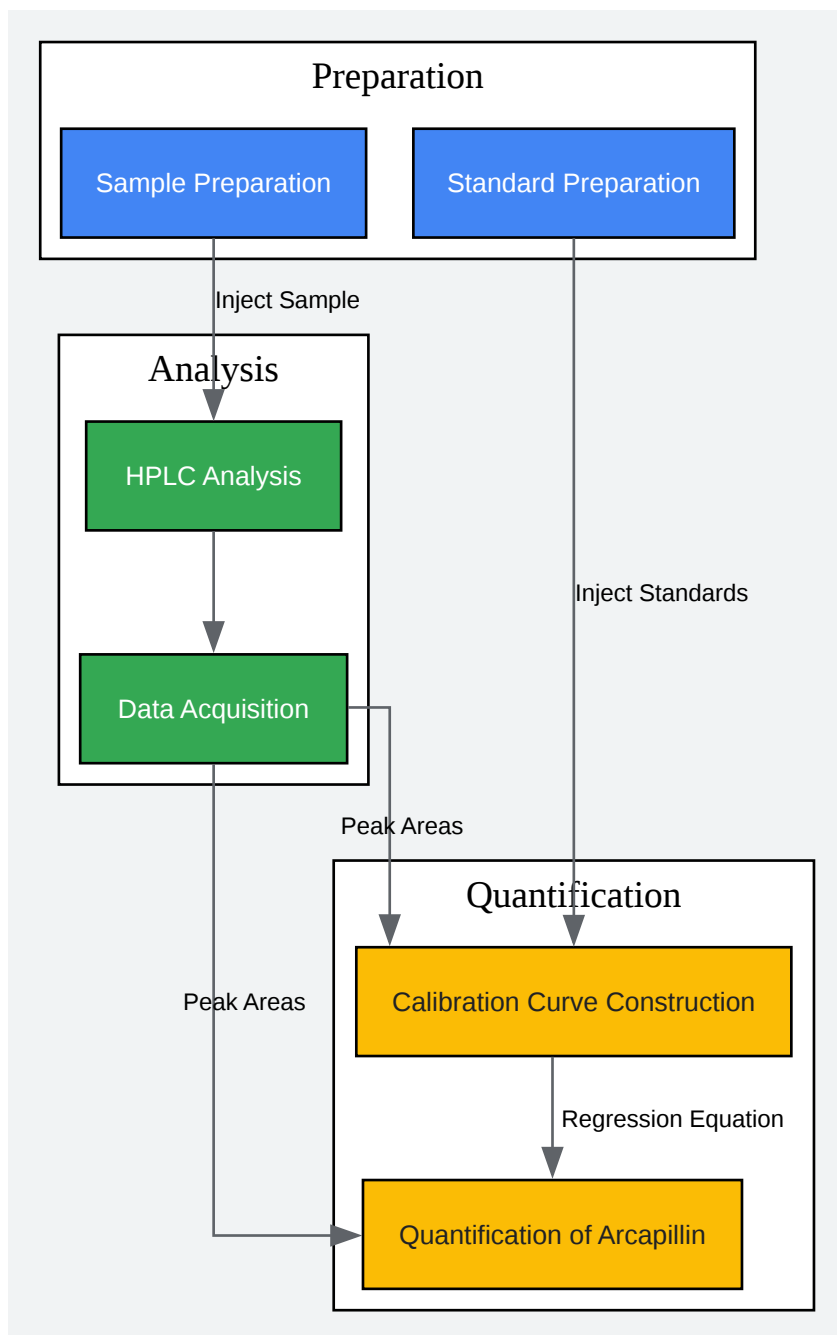 Preparation
Sample Preparation
Standard Preparation
Inject Sample
Analysis
HPLC Analysis
Inject Standards
Data Acquisition
Peak Areas
Quantification
Peak Areas
Calibration Curve Construction
Regression Equation
Quantification of Arcapillin